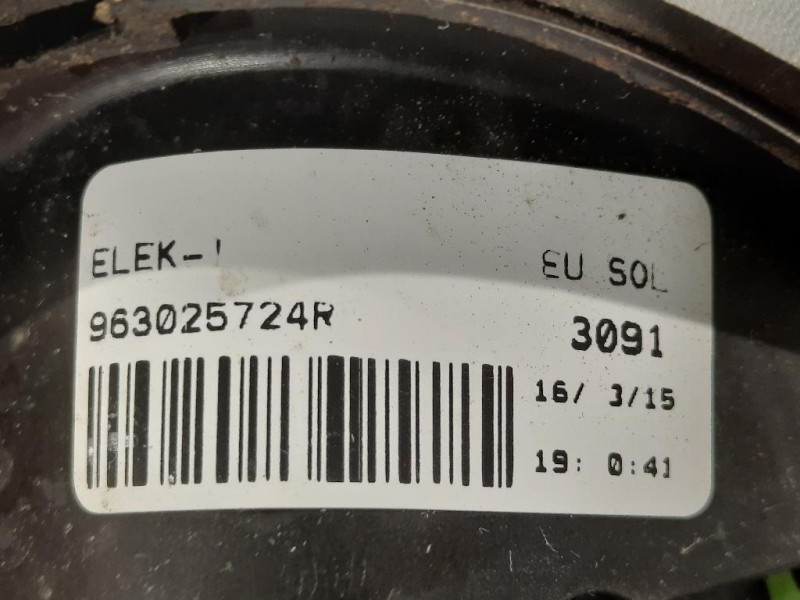 ELEK-! EU SOL
963025724R 3091
16/ 3/15
19: 0:41